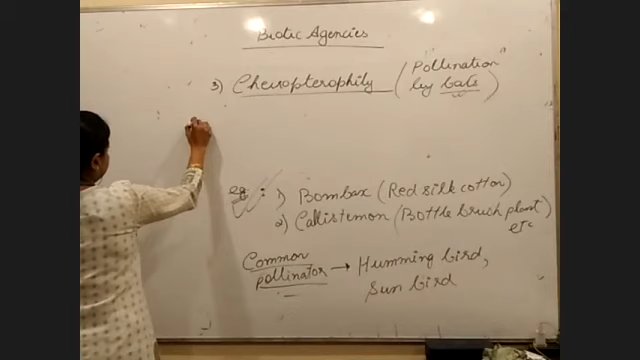 Biotic Agencies
3) Cheiropterophily ( "Pollination"
by bats )
eg : 1) Bombax (Red silk cotton)
2) Callistemon (Bottle brush plant)
etc
Common
pollinator → Humming bird,
Sun bird